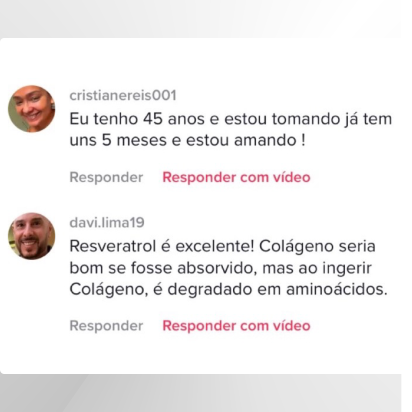 cristianereis001
Eu tenho 45 anos e estou tomando já tem
uns 5 meses e estou amando !
Responder Responder com vídeo
davi.lima19
Resveratrol é excelente! Colágeno seria
bom se fosse absorvido, mas ao ingerir
Colágeno, é degradado em aminoácidos.
Responder Responder com vídeo